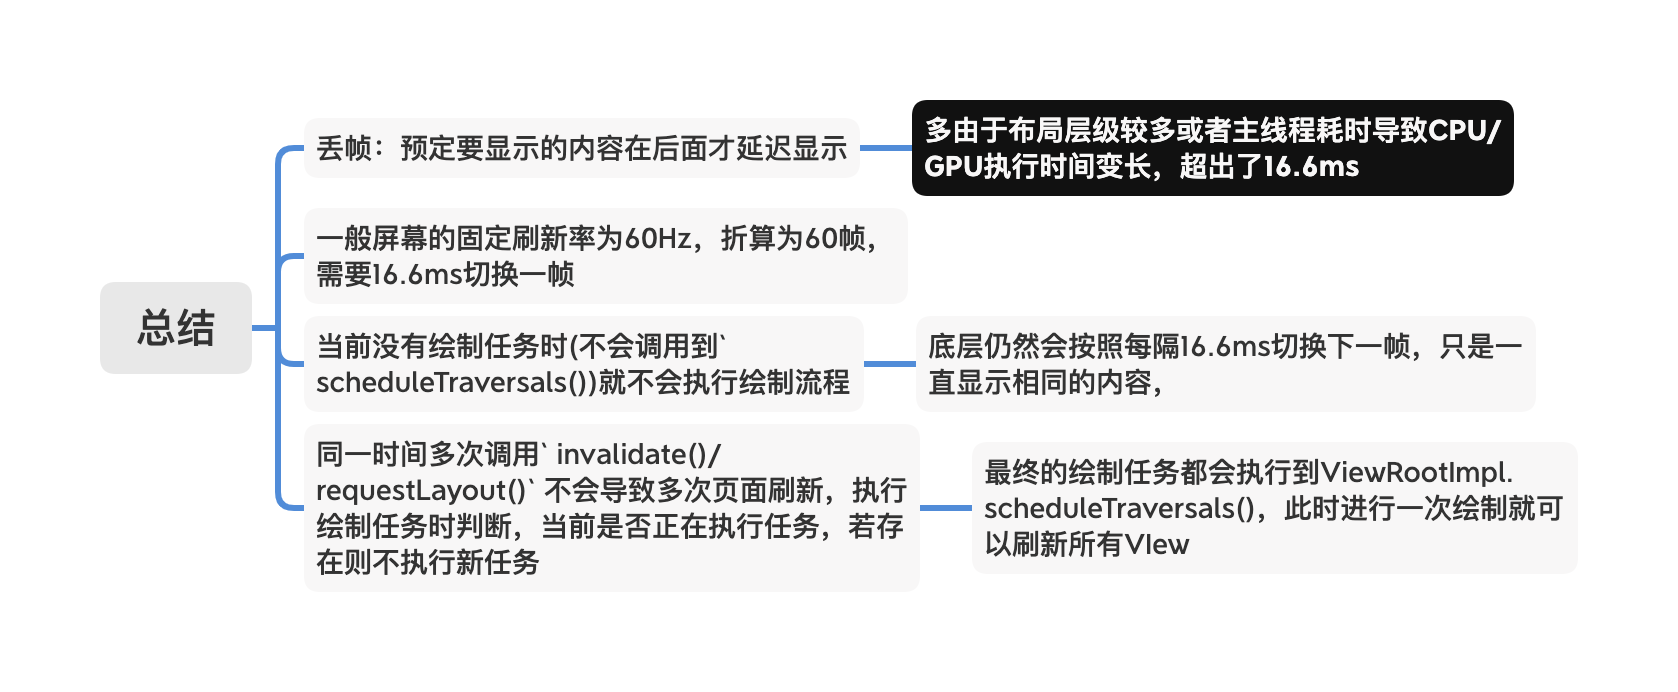 总结
丢帧：预定要显示的内容在后面才延迟显示
多由于布局层级较多或者主线程耗时导致CPU/
GPU执行时间变长，超出了16.6ms
一般屏幕的固定刷新率为60Hz，折算为60帧，
需要16.6ms切换一帧
当前没有绘制任务时(不会调用到`
scheduleTraversals())就不会执行绘制流程
底层仍然会按照每隔16.6ms切换下一帧，只是一
直显示相同的内容，
同一时间多次调用` invalidate()/
requestLayout()` 不会导致多次页面刷新，执行
绘制任务时判断，当前是否正在执行任务，若存
在则不执行新任务
最终的绘制任务都会执行到ViewRootImpl.
scheduleTraversals()，此时进行一次绘制就可
以刷新所有VIew